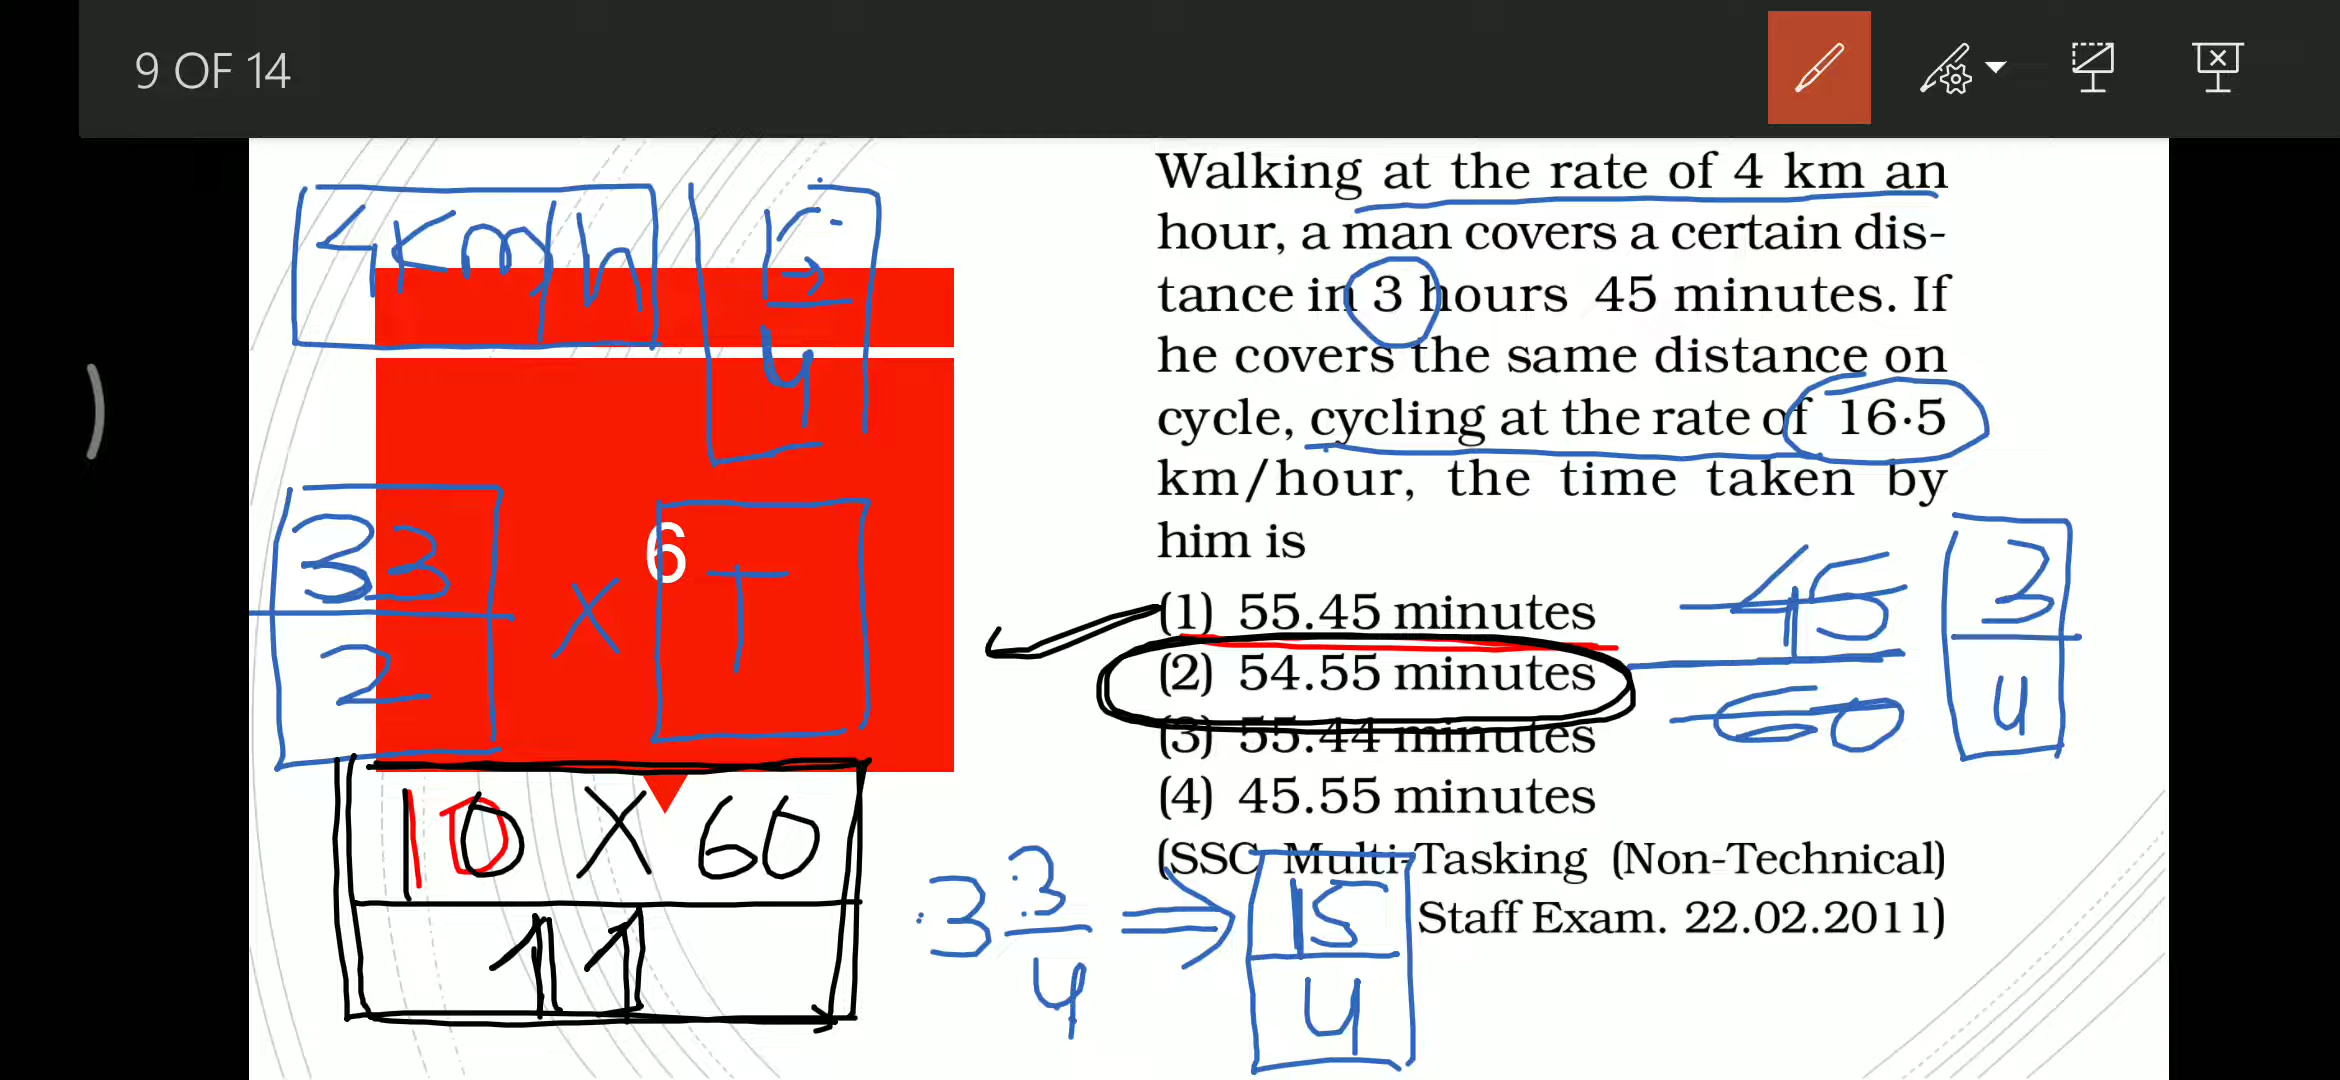 9 OF 14
Walking at the rate of 4 km an
hour, a man covers a certain dis-
tance in 3 hours 45 minutes. If
he covers the same distance on
cycle, cycling at the rate of 16·5
km/hour, the time taken by
him is
(1) 55.45 minutes
(2) 54.55 minutes
(3) 55.44 minutes
(4) 45.55 minutes
(SSC Multi-Tasking (Non-Technical)
Staff Exam. 22.02.2011)
4km/h
15
4
33
2
× T
6
10 × 60
11
45
60
3
4
3 3
4
⇒
15
4